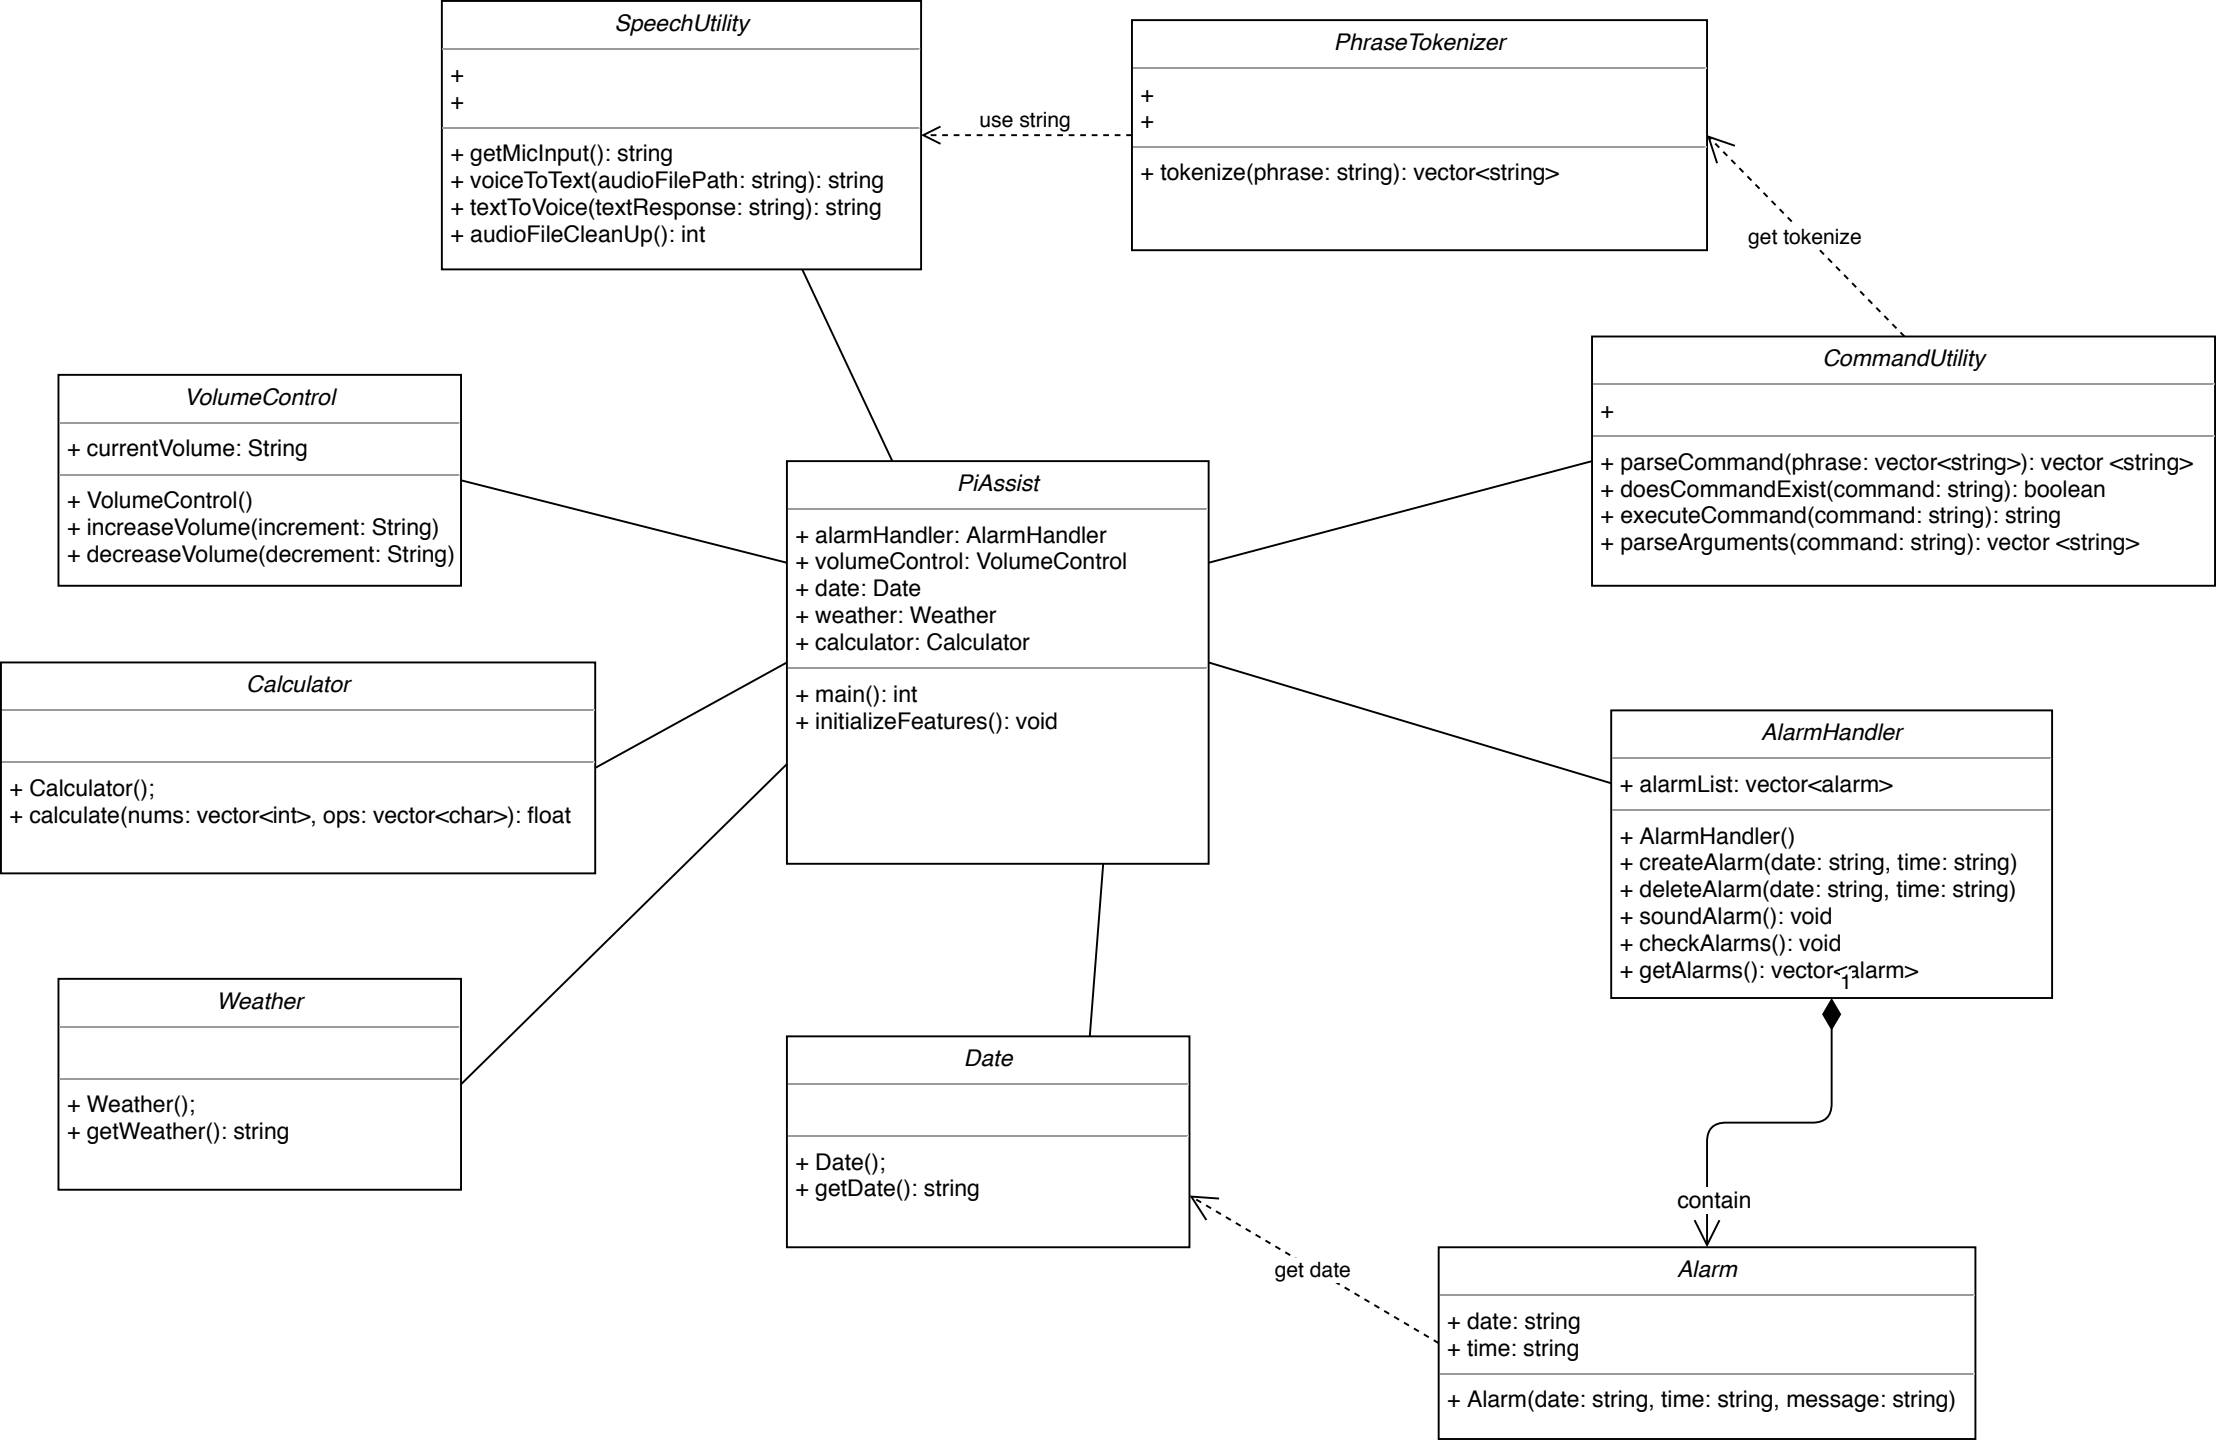 SpeechUtility
+
+
+ getMicInput(): string
+ voiceToText(audioFilePath: string): string
+ textToVoice(textResponse: string): string
+ audioFileCleanUp(): int
use string
PhraseTokenizer
+
+
+ tokenize(phrase: string): vector<string>
get tokenize
CommandUtility
+
+ parseCommand(phrase: vector<string>): vector <string>
+ doesCommandExist(command: string): boolean
+ executeCommand(command: string): string
+ parseArguments(command: string): vector <string>
VolumeControl
+ currentVolume: String
+ VolumeControl()
+ increaseVolume(increment: String)
+ decreaseVolume(decrement: String)
PiAssist
+ alarmHandler: AlarmHandler
+ volumeControl: VolumeControl
+ date: Date
+ weather: Weather
+ calculator: Calculator
+ main(): int
+ initializeFeatures(): void
Calculator
+ Calculator();
+ calculate(nums: vector<int>, ops: vector<char>): float
AlarmHandler
+ alarmList: vector<alarm>
+ AlarmHandler()
+ createAlarm(date: string, time: string)
+ deleteAlarm(date: string, time: string)
+ soundAlarm(): void
+ checkAlarms(): void
+ getAlarms(): vector<alarm>
1
Weather
+ Weather();
+ getWeather(): string
Date
+ Date();
+ getDate(): string
contain
get date
Alarm
+ date: string
+ time: string
+ Alarm(date: string, time: string, message: string)